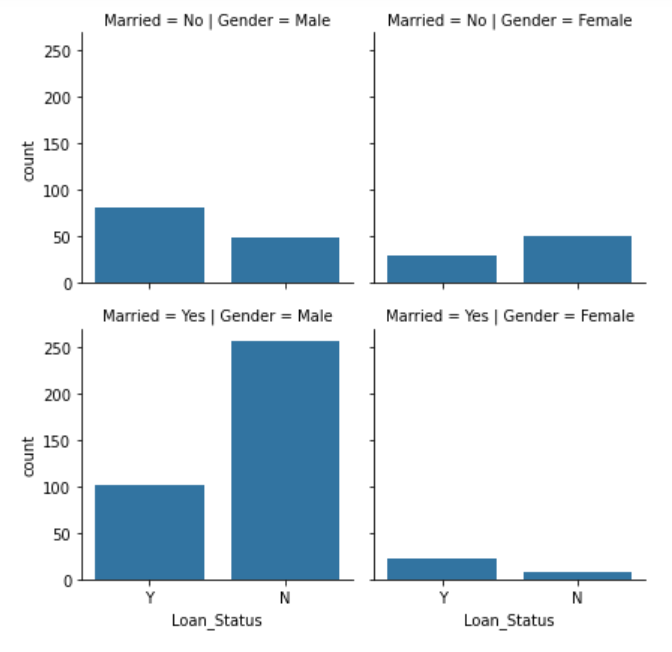 Married = No | Gender = Male
Married = No | Gender = Female
250
200
150
100
50
0
count
Married = Yes | Gender = Male
Married = Yes | Gender = Female
250
200
150
100
50
0
count
Y N Y N
Loan_Status Loan_Status